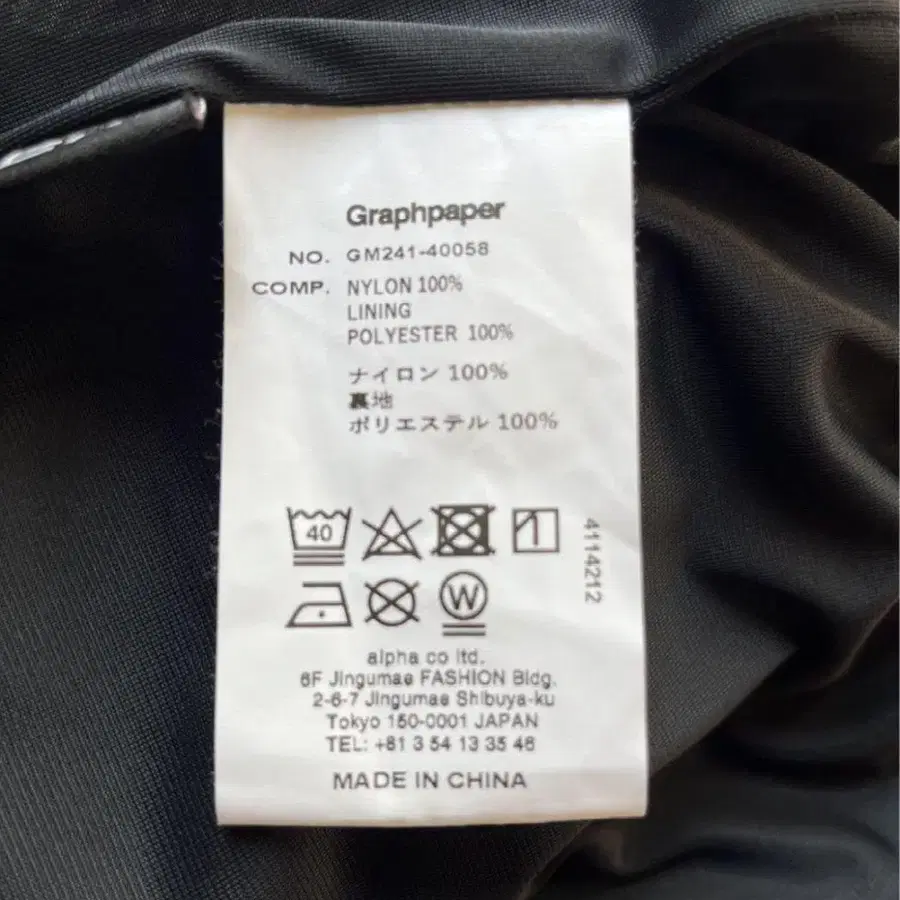 Graphpaper
NO. GM241-40058
COMP. NYLON 100%
LINING
POLYESTER 100%
ナイロン 100%
裏地
ポリエステル 100%
40
4114212
W
alpha co ltd.
6F Jingumae FASHION Bldg.
2-6-7 Jingumae Shibuya-ku
Tokyo 150-0001 JAPAN
TEL: +81 3 54 13 35 46
MADE IN CHINA